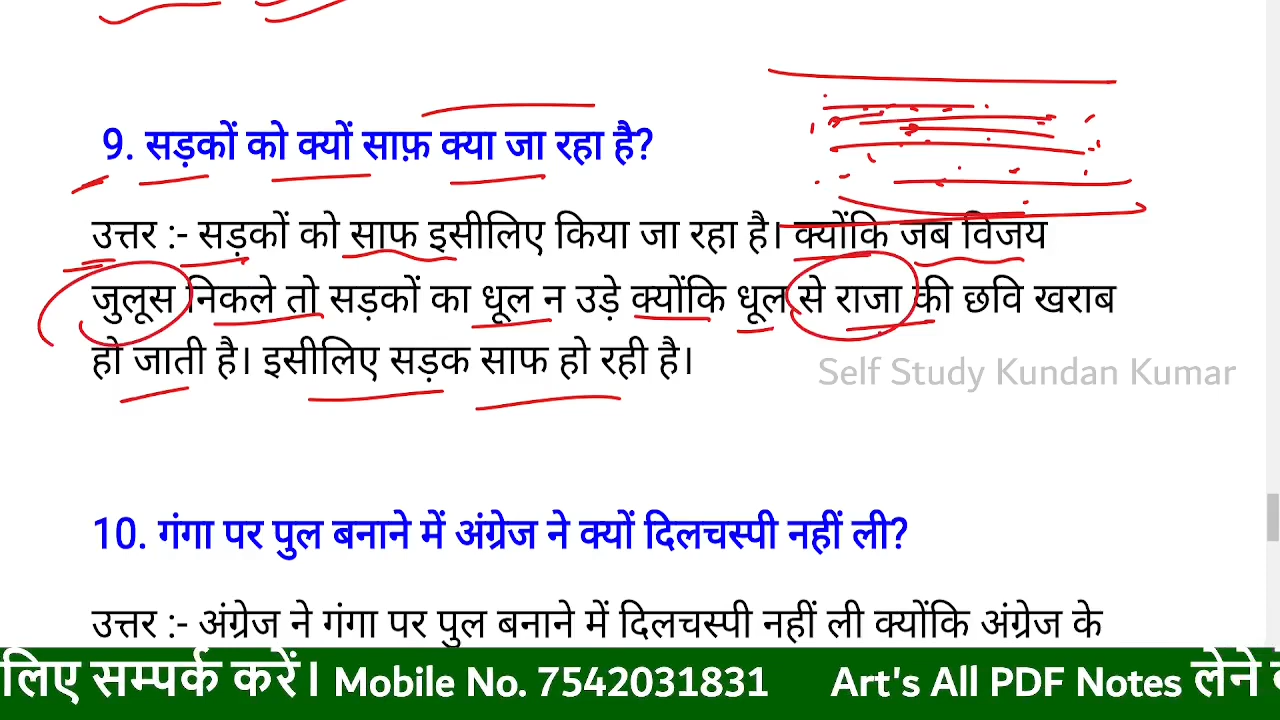 9. सड़कों को क्यों साफ़ क्या जा रहा है?
उत्तर :- सड़कों को साफ इसीलिए किया जा रहा है। क्योंकि जब विजय
जुलूस निकले तो सड़कों का धूल न उड़े क्योंकि धूल से राजा की छवि खराब
हो जाती है। इसीलिए सड़क साफ हो रही है।
Self Study Kundan Kumar
10. गंगा पर पुल बनाने में अंग्रेज ने क्यों दिलचस्पी नहीं ली?
उत्तर :- अंग्रेज ने गंगा पर पुल बनाने में दिलचस्पी नहीं ली क्योंकि अंग्रेज के
लिए सम्पर्क करें। Mobile No. 7542031831 Art's All PDF Notes लेने